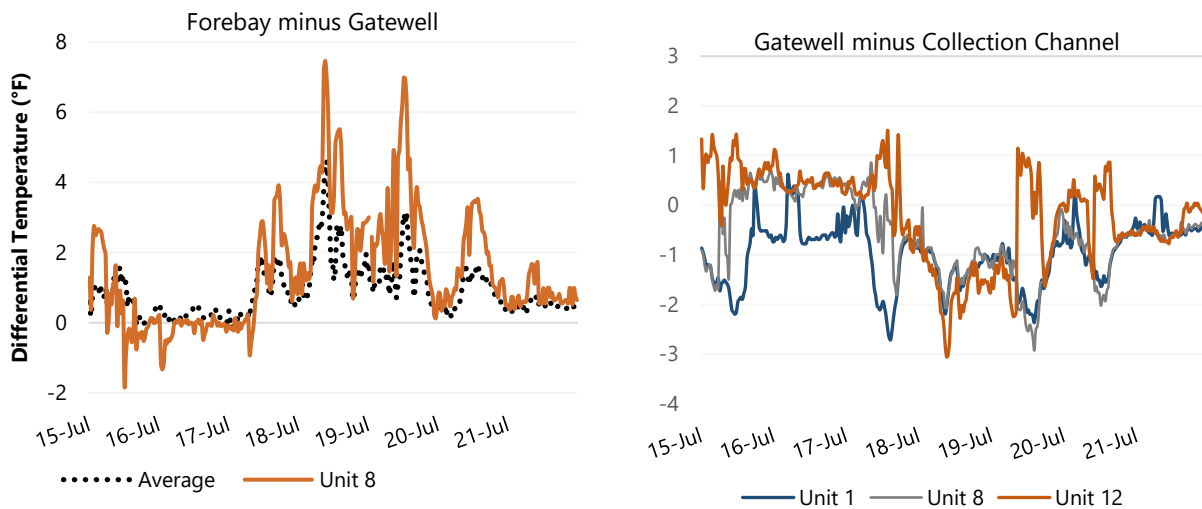 Forebay minus Gatewell
Differential Temperature (°F)
8
6
4
2
0
-2
15-Jul 16-Jul 17-Jul 18-Jul 19-Jul 20-Jul 21-Jul
Average Unit 8
Gatewell minus Collection Channel
3
2
1
0
-1
-2
-3
-4
15-Jul 16-Jul 17-Jul 18-Jul 19-Jul 20-Jul 21-Jul
Unit 1 Unit 8 Unit 12